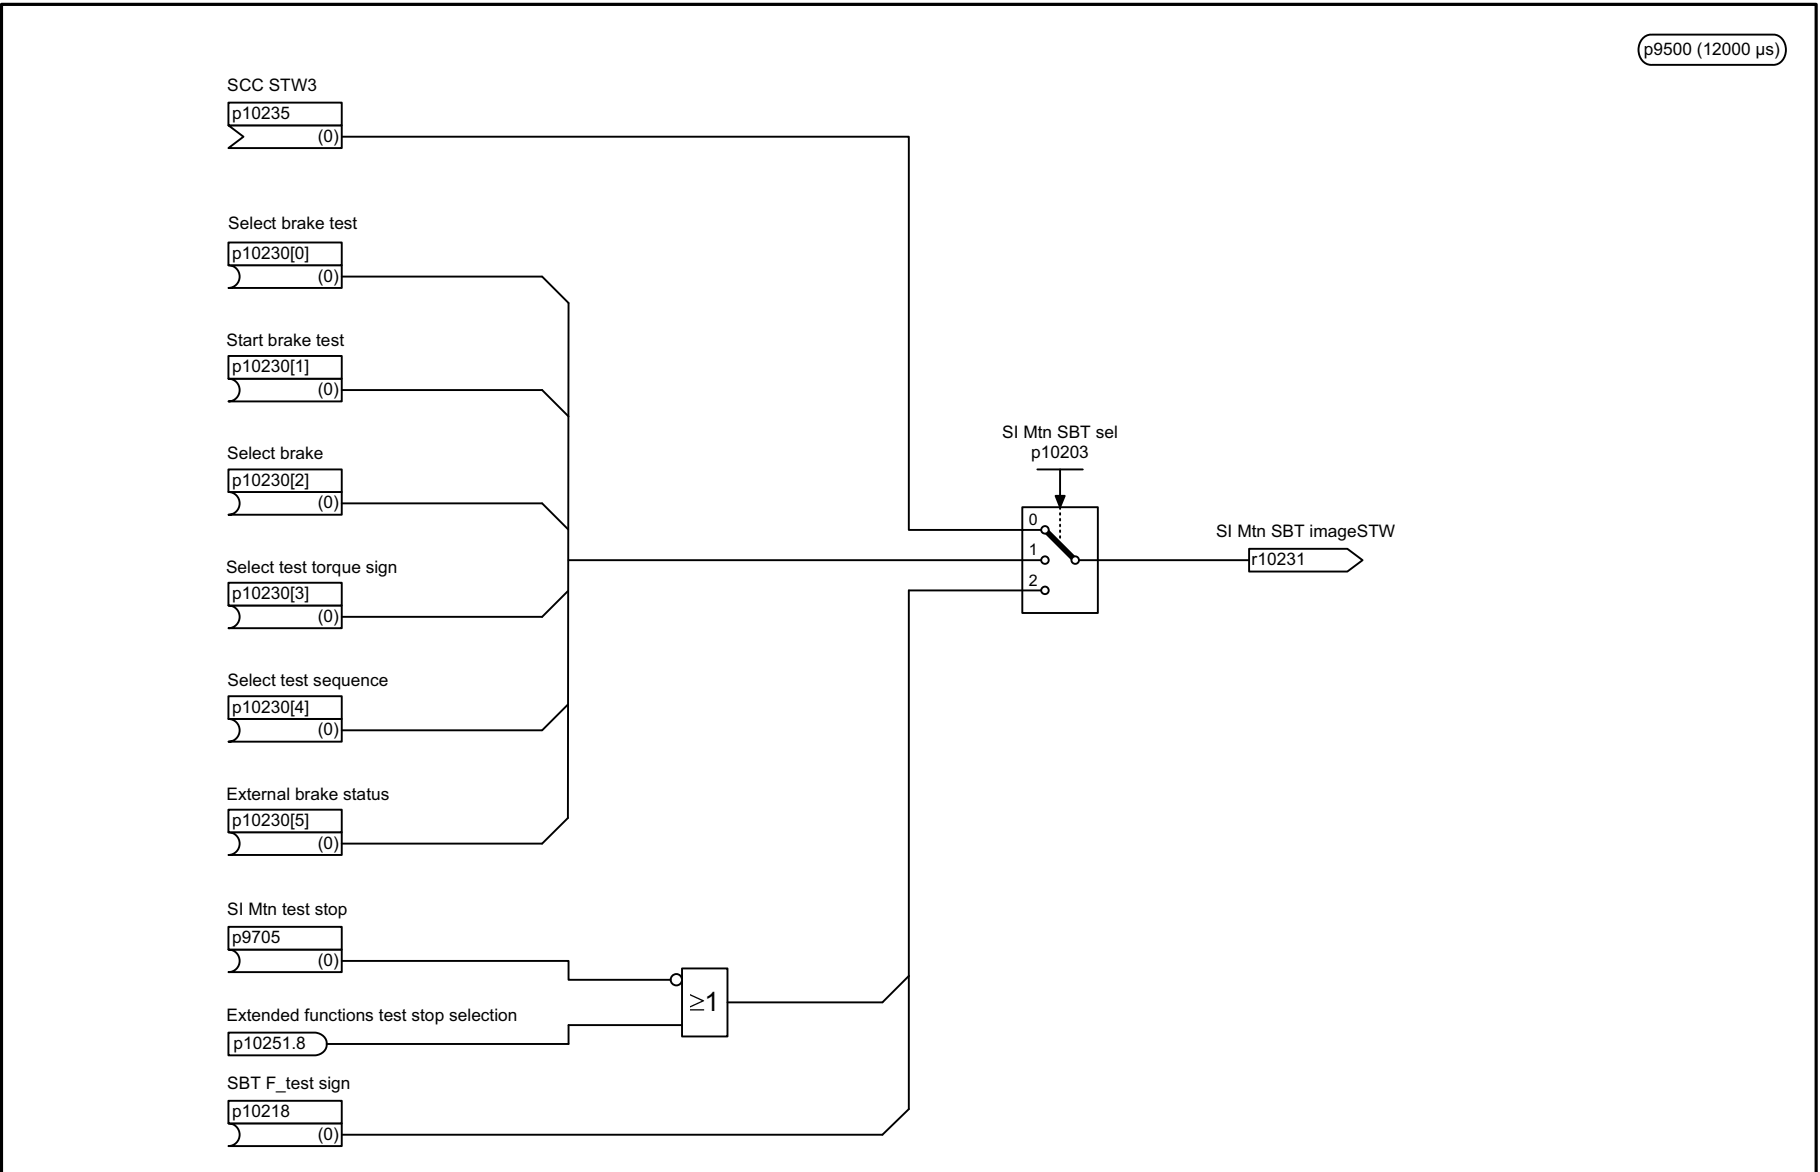 p9500 (12000 µs)
SCC STW3
p10235
(0)
Select brake test
p10230[0]
(0)
Start brake test
p10230[1]
(0)
Select brake
p10230[2]
(0)
Select test torque sign
p10230[3]
(0)
Select test sequence
p10230[4]
(0)
External brake status
p10230[5]
(0)
SI Mtn test stop
p9705
(0)
Extended functions test stop selection
p10251.8
SBT F_test sign
p10218
(0)
≥1
SI Mtn SBT sel
p10203
0
1
2
SI Mtn SBT imageSTW
r10231